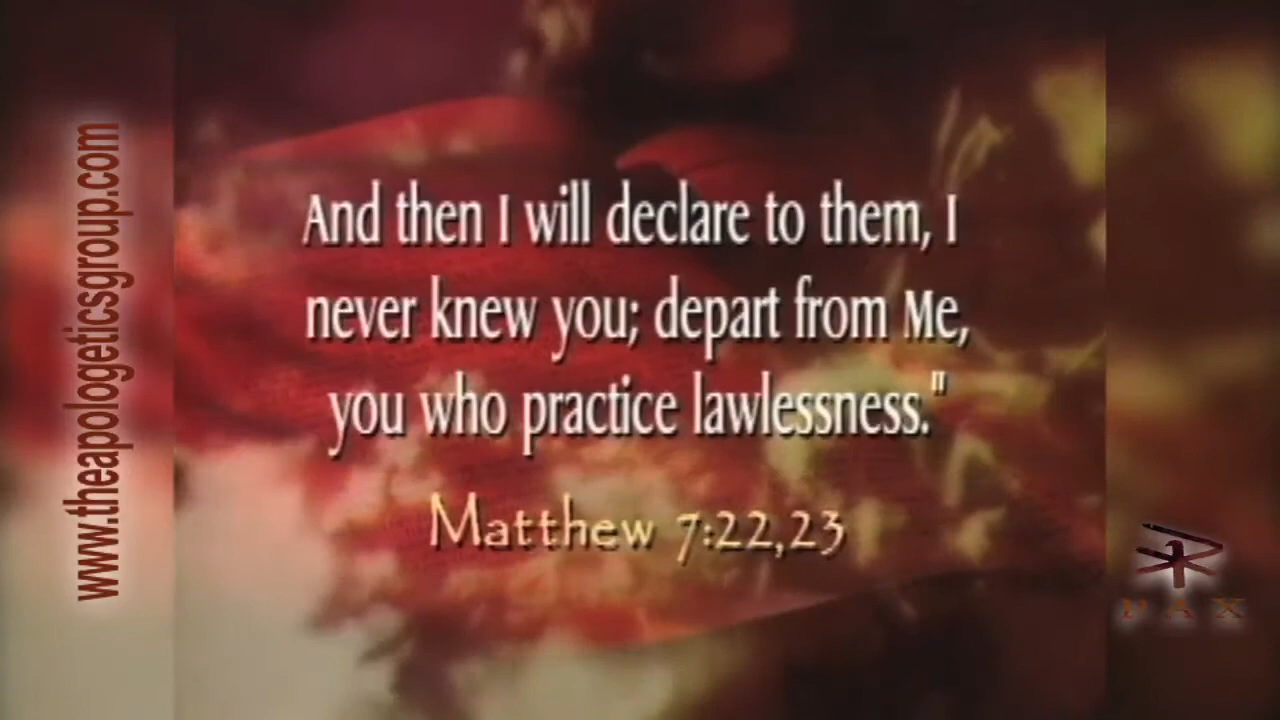 www.theapologeticsgroup.com
And then I will declare to them, I
never knew you; depart from Me,
you who practice lawlessness."
Matthew 7:22,23
PAX